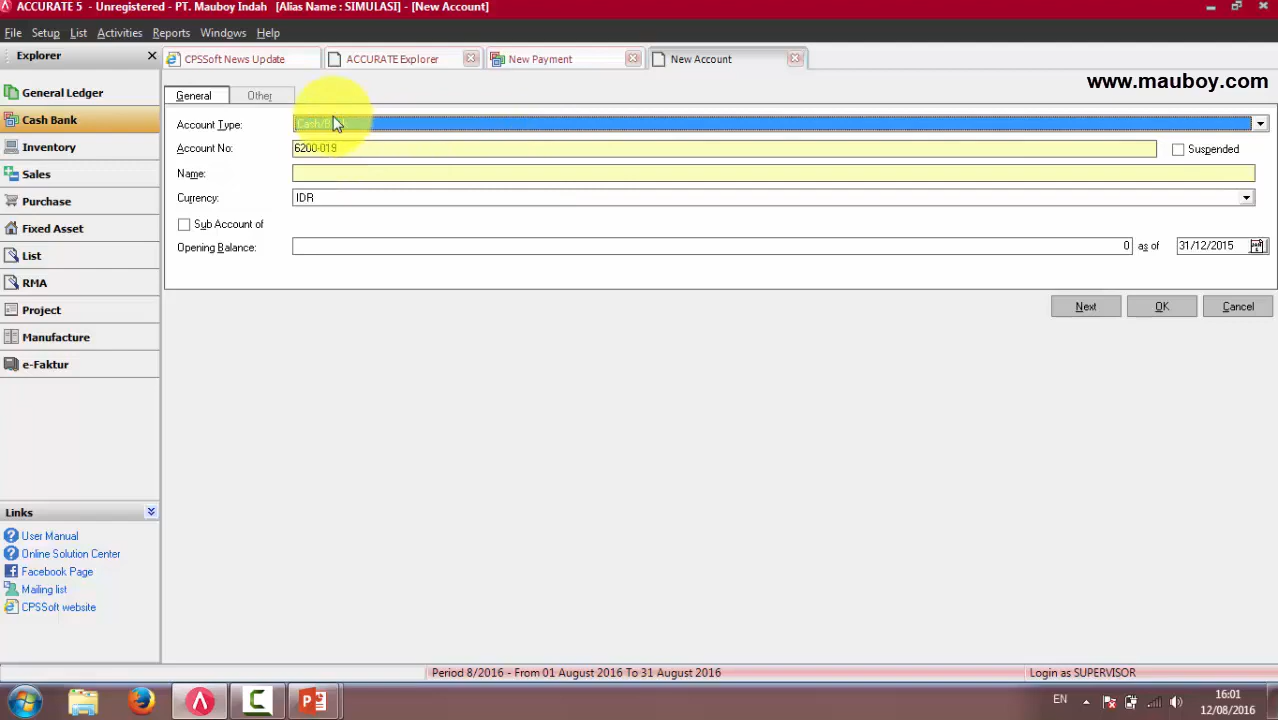 ACCURATE 5 - Unregistered - PT. Mauboy Indah [Alias Name : SIMULASI] - [New Account]
File Setup List Activities Reports Windows Help
Explorer
CPSSoft News Update
ACCURATE Explorer
New Payment
New Account
www.mauboy.com
General Ledger
Cash Bank
Inventory
Sales
Purchase
Fixed Asset
List
RMA
Project
Manufacture
e-Faktur
General
Other
Account Type:
Account No: 6200-019
Suspended
Name:
Currency: IDR
Sub Account of
Opening Balance: 0 as of 31/12/2015
Next OK Cancel
Links
User Manual
Online Solution Center
Facebook Page
Mailing list
CPSSoft website
Period 8/2016 - From 01 August 2016 To 31 August 2016
Login as SUPERVISOR
EN
16:01
12/08/2016